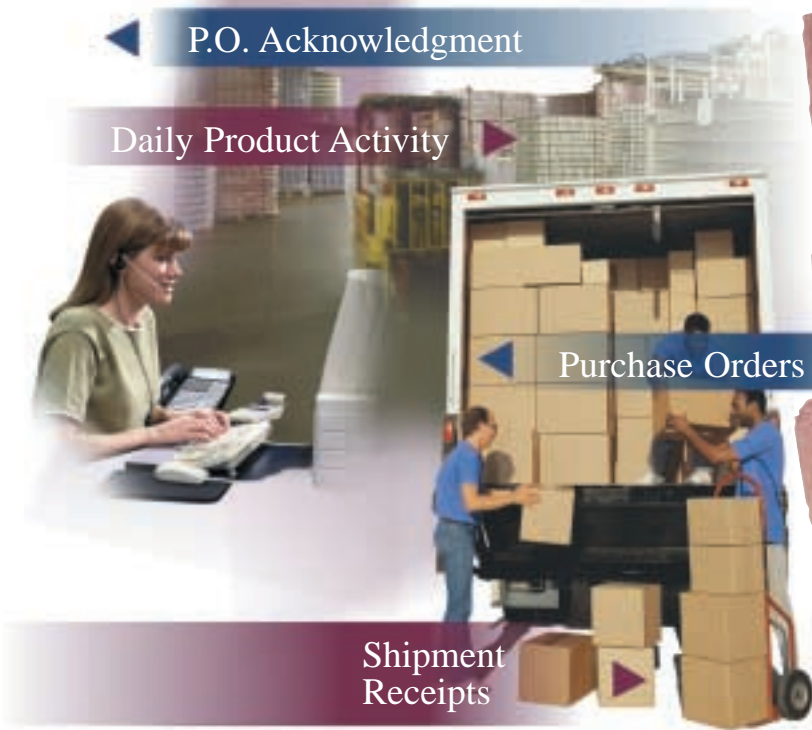 P.O. Acknowledgment
Daily Product Activity
Purchase Orders
Shipment
Receipts